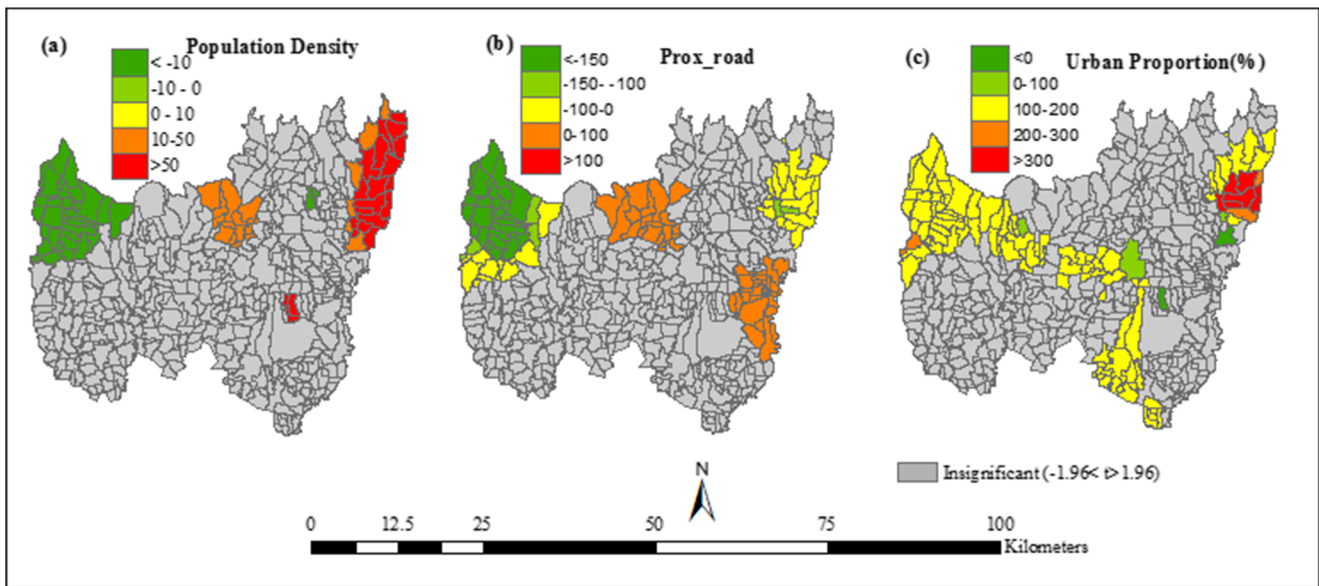 (a)
Population Density
< -10
-10 - 0
0 - 10
10-50
>50
(b)
Prox_road
<-150
-150- -100
-100-0
0-100
>100
(c)
Urban Proportion(%)
<0
0-100
100-200
200-300
>300
Insignificant (-1.96< t> 1.96)
N
0 12.5 25 50 75 100
Kilometers